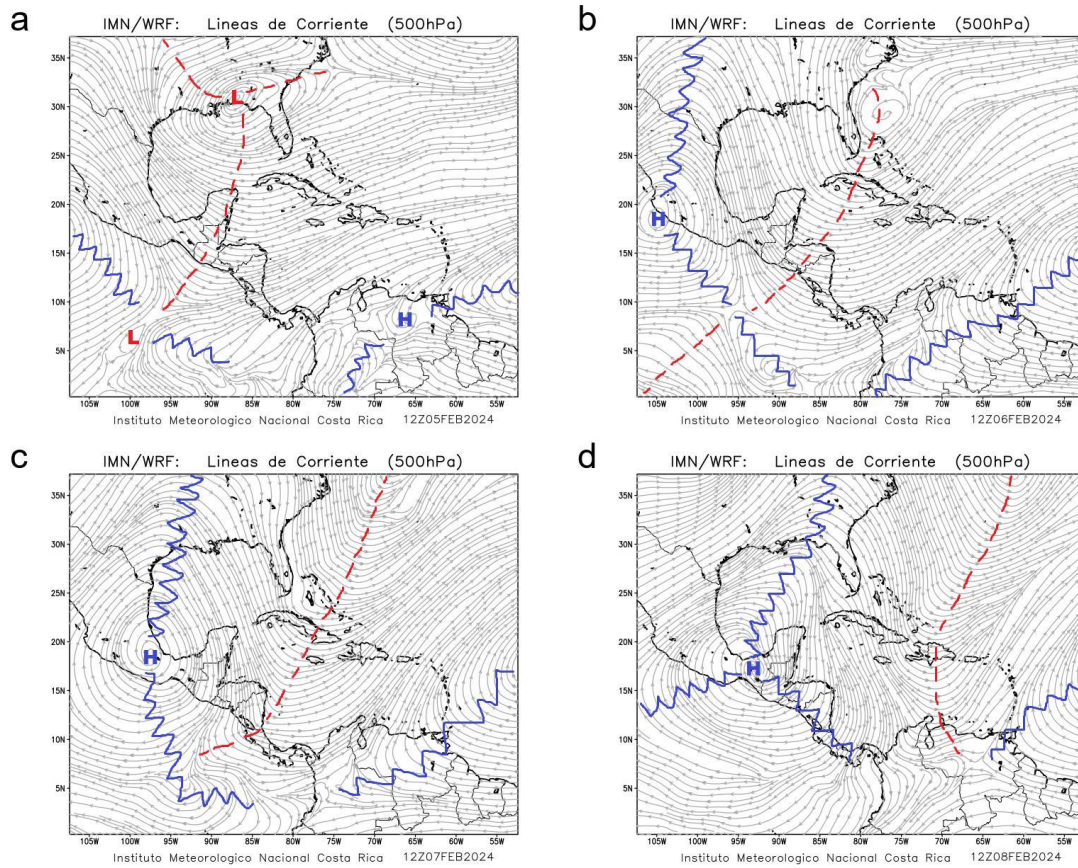 a
IMN/WRF: Lineas de Corriente (500hPa)
35N
30N
25N
20N
15N
10N
5N
L
L
H
105W 100W 95W 90W 85W 80W 75W 70W 65W 60W 55W
Instituto Meteorologico Nacional Costa Rica 12Z05FEB2024
b
IMN/WRF: Lineas de Corriente (500hPa)
35N
30N
25N
20N
15N
10N
5N
H
105W 100W 95W 90W 85W 80W 75W 70W 65W 60W 55W
Instituto Meteorologico Nacional Costa Rica 12Z06FEB2024
c
IMN/WRF: Lineas de Corriente (500hPa)
35N
30N
25N
20N
15N
10N
5N
H
105W 100W 95W 90W 85W 80W 75W 70W 65W 60W 55W
Instituto Meteorologico Nacional Costa Rica 12Z07FEB2024
d
IMN/WRF: Lineas de Corriente (500hPa)
35N
30N
25N
20N
15N
10N
5N
H
105W 100W 95W 90W 85W 80W 75W 70W 65W 60W 55W
Instituto Meteorologico Nacional Costa Rica 12Z08FEB2024